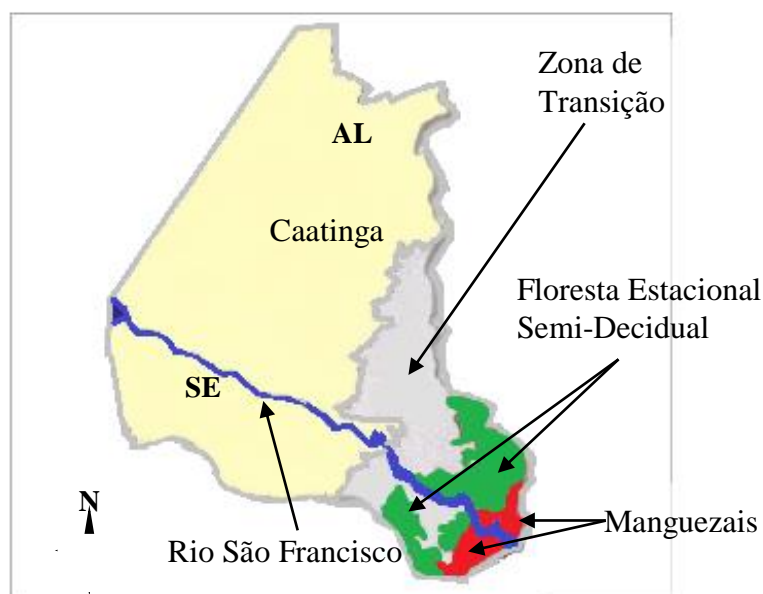 Zona de
Transição
AL
Caatinga
Floresta Estacional
Semi-Decidual
SE
N
Manguezais
Rio São Francisco